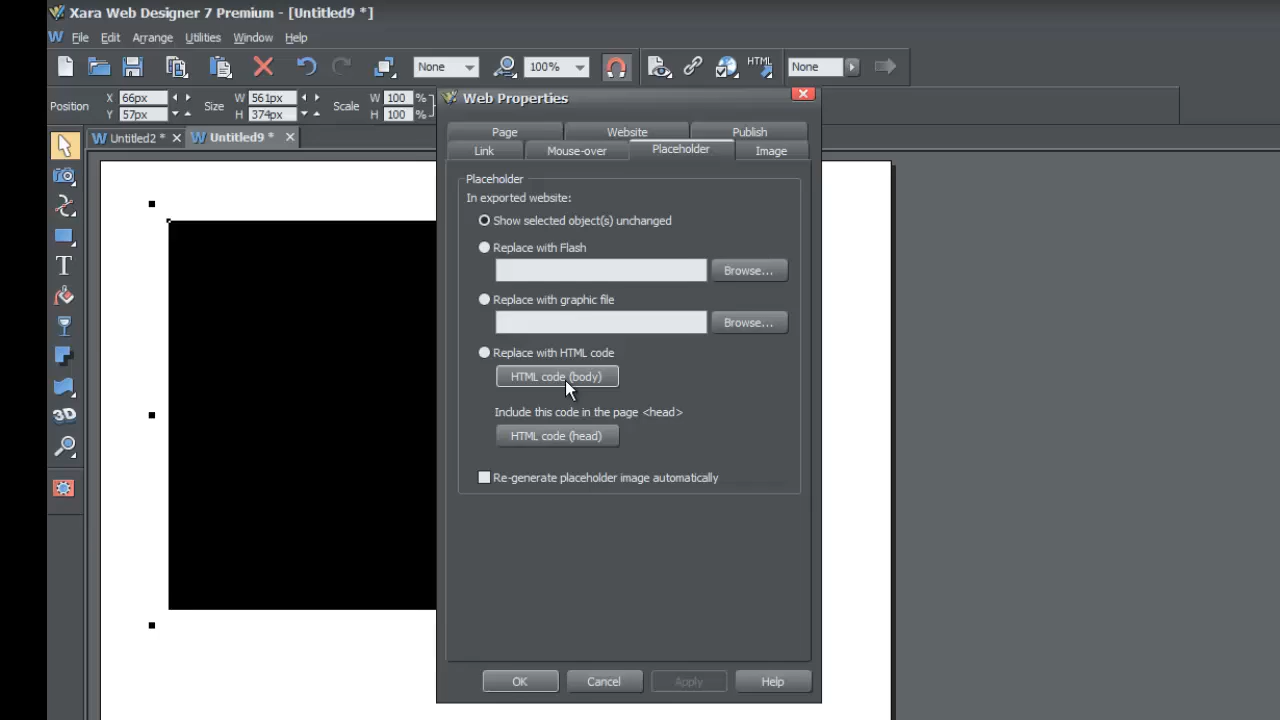 Xara Web Designer 7 Premium - [Untitled9 *]
File Edit Arrange Utilities Window Help
None 100% HTML None
Position X 66px Size W 561px Scale W 100 %
Y 57px H 374px H 100 %
Untitled2 * Untitled9 *
Web Properties
Page Website Publish
Link Mouse-over Placeholder Image
Placeholder
In exported website:
Show selected object(s) unchanged
Replace with Flash
Browse...
Replace with graphic file
Browse...
Replace with HTML code
HTML code (body)
Include this code in the page <head>
HTML code (head)
Re-generate placeholder image automatically
T
3D
OK Cancel Apply Help